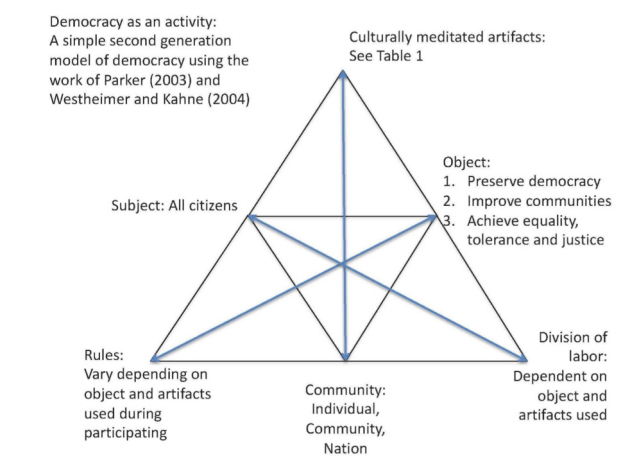 Democracy as an activity:
A simple second generation
model of democracy using the
work of Parker (2003) and
Westheimer and Kahne (2004)
Culturally meditated artifacts:
See Table 1
Object:
1. Preserve democracy
2. Improve communities
3. Achieve equality,
tolerance and justice
Subject: All citizens
Rules:
Vary depending on
object and artifacts
used during
participating
Community:
Individual,
Community,
Nation
Division of
labor:
Dependent on
object and
artifacts used